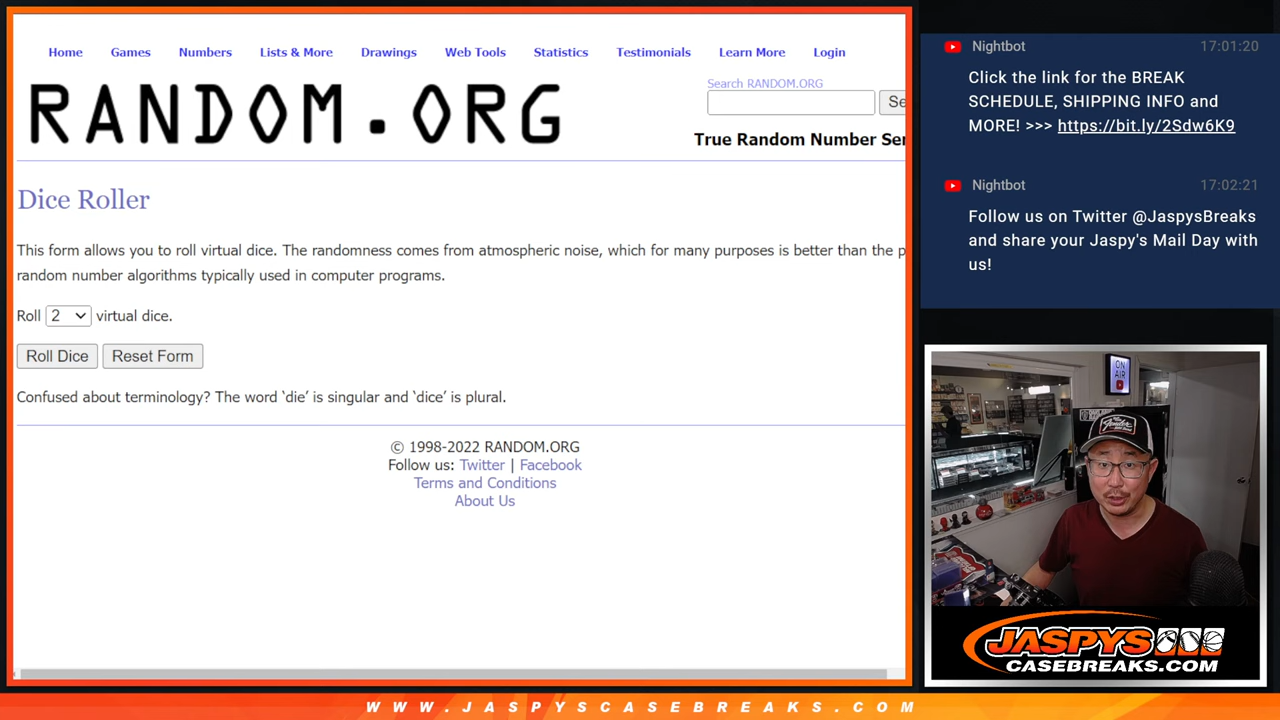 Home Games Numbers Lists & More Drawings Web Tools Statistics Testimonials Learn More Login
RANDOM.ORG
Search RANDOM.ORG
Se
True Random Number Ser
Dice Roller
This form allows you to roll virtual dice. The randomness comes from atmospheric noise, which for many purposes is better than the p
random number algorithms typically used in computer programs.
Roll 2 virtual dice.
Roll Dice Reset Form
Confused about terminology? The word ‘die’ is singular and ‘dice’ is plural.
© 1998-2022 RANDOM.ORG
Follow us: Twitter | Facebook
Terms and Conditions
About Us
Nightbot 17:01:20
Click the link for the BREAK
SCHEDULE, SHIPPING INFO and
MORE! >>> https://bit.ly/2Sdw6K9
Nightbot 17:02:21
Follow us on Twitter @JaspysBreaks
and share your Jaspy's Mail Day with
us!
ON
AIR
Fender
JASPYS
CASEBREAKS.COM
WWW.JASPYSCASEBREAKS.COM